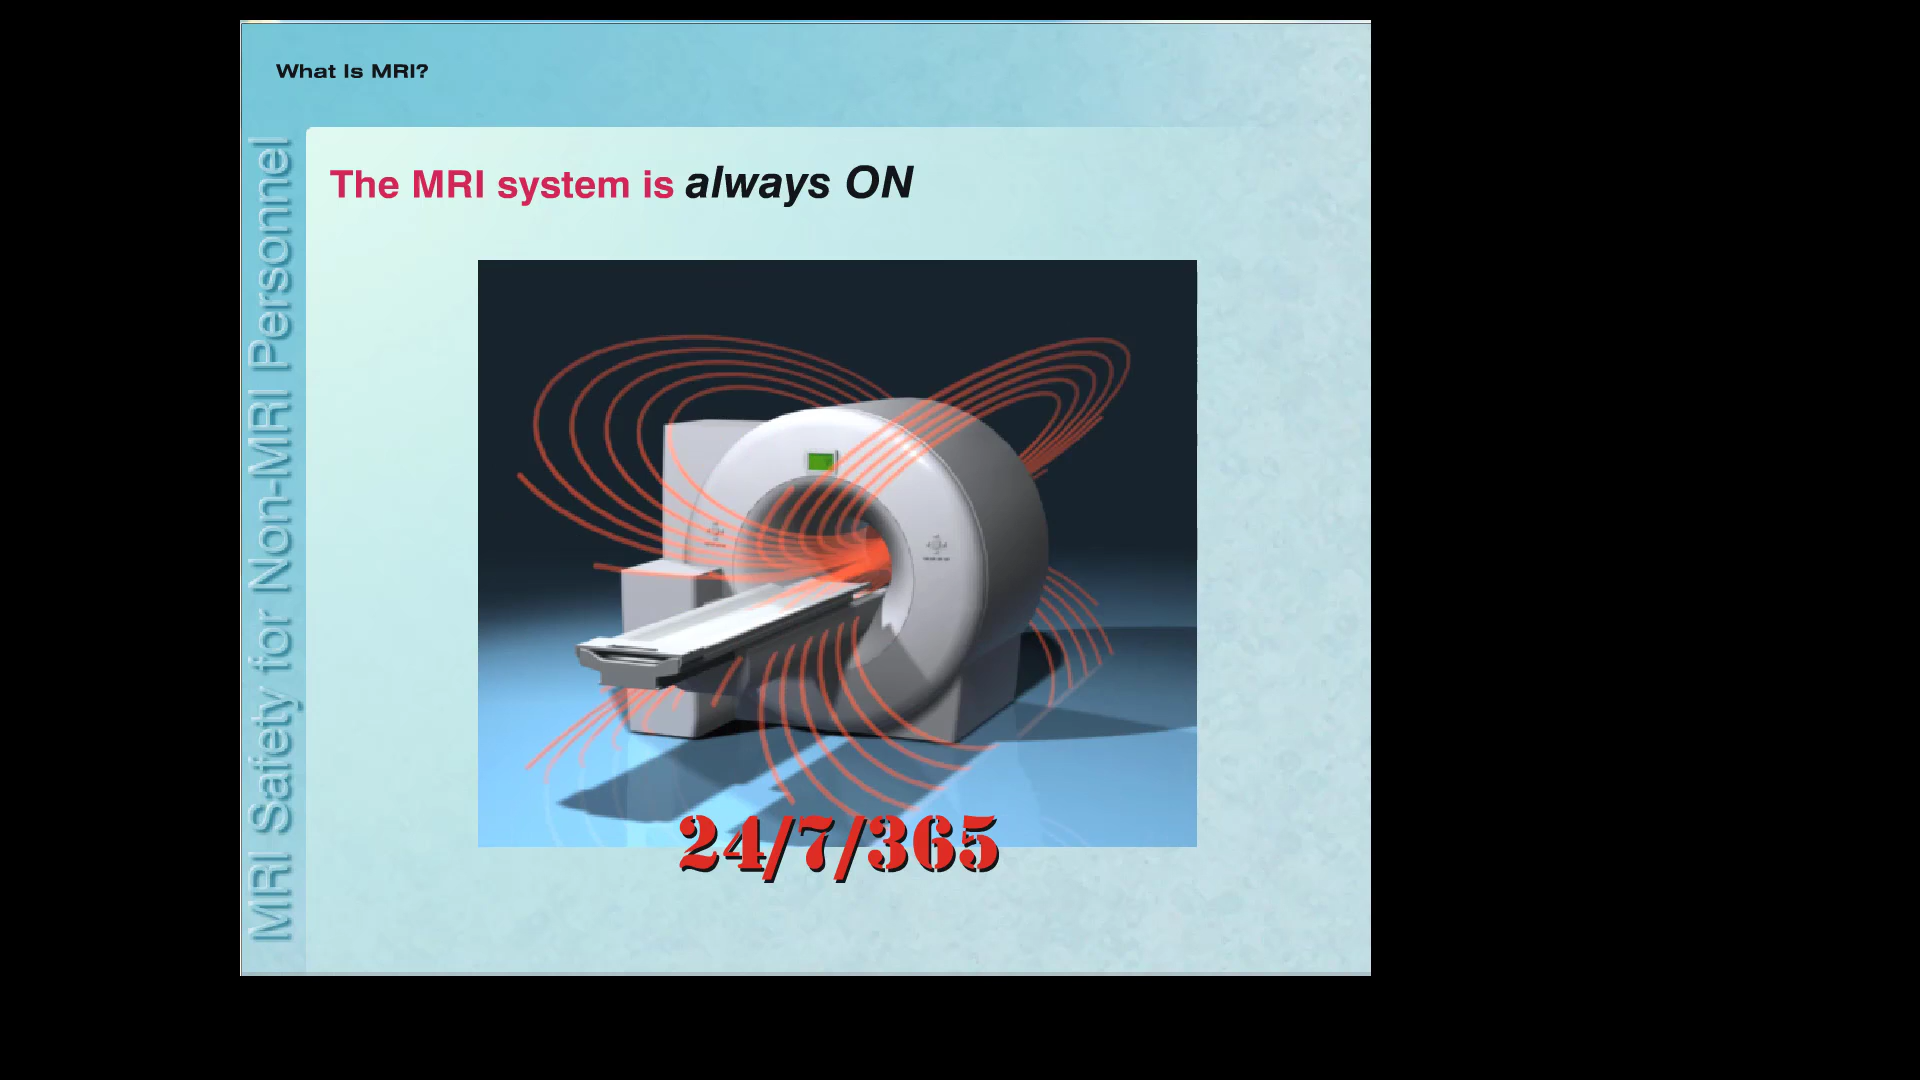 What Is MRI?
The MRI system is always ON
24/7/365
MRI Safety for Non-MRI Personnel